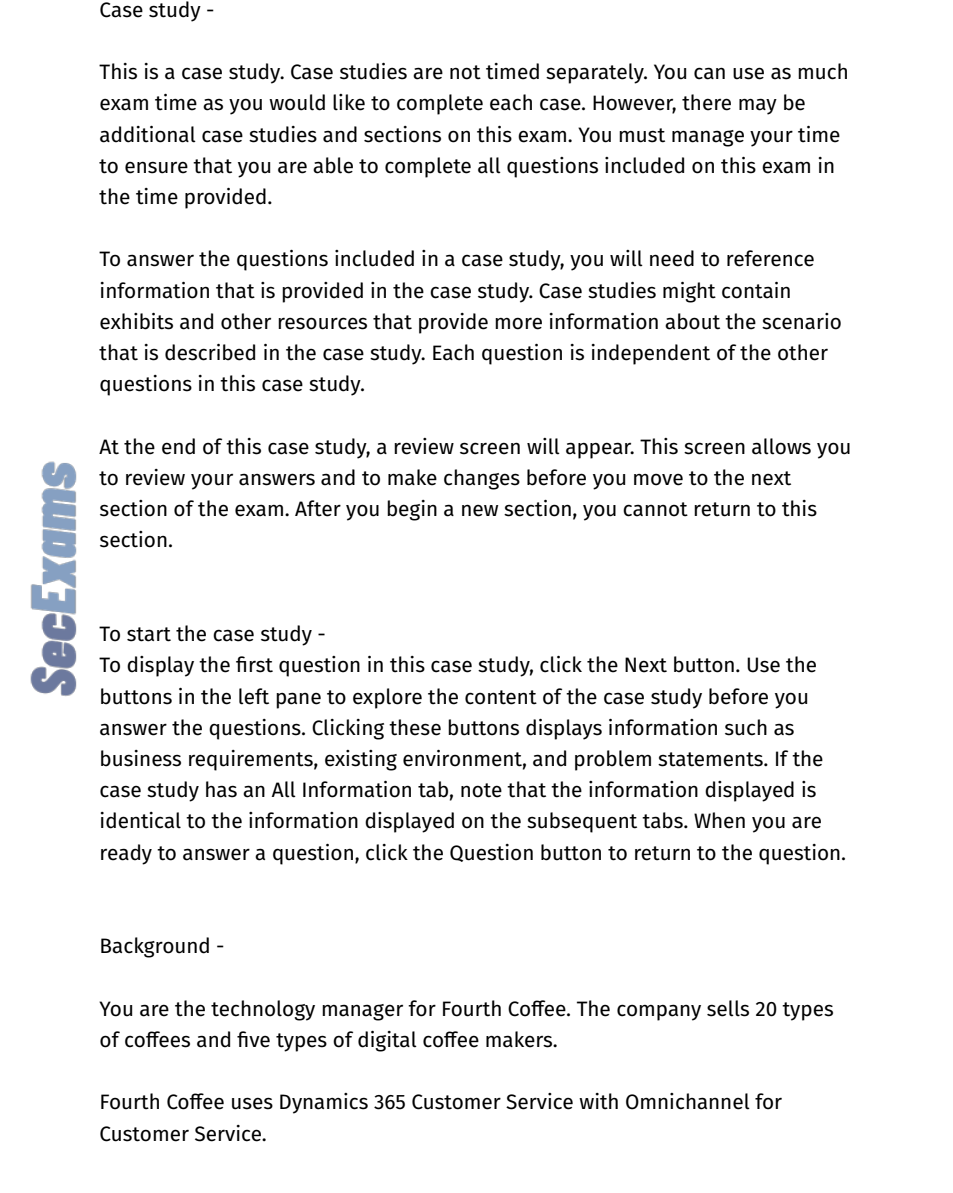 Case study -
This is a case study. Case studies are not timed separately. You can use as much
exam time as you would like to complete each case. However, there may be
additional case studies and sections on this exam. You must manage your time
to ensure that you are able to complete all questions included on this exam in
the time provided.
To answer the questions included in a case study, you will need to reference
information that is provided in the case study. Case studies might contain
exhibits and other resources that provide more information about the scenario
that is described in the case study. Each question is independent of the other
questions in this case study.
At the end of this case study, a review screen will appear. This screen allows you
to review your answers and to make changes before you move to the next
section of the exam. After you begin a new section, you cannot return to this
section.
SecExams
To start the case study -
To display the first question in this case study, click the Next button. Use the
buttons in the left pane to explore the content of the case study before you
answer the questions. Clicking these buttons displays information such as
business requirements, existing environment, and problem statements. If the
case study has an All Information tab, note that the information displayed is
identical to the information displayed on the subsequent tabs. When you are
ready to answer a question, click the Question button to return to the question.
Background -
You are the technology manager for Fourth Coffee. The company sells 20 types
of coffees and five types of digital coffee makers.
Fourth Coffee uses Dynamics 365 Customer Service with Omnichannel for
Customer Service.